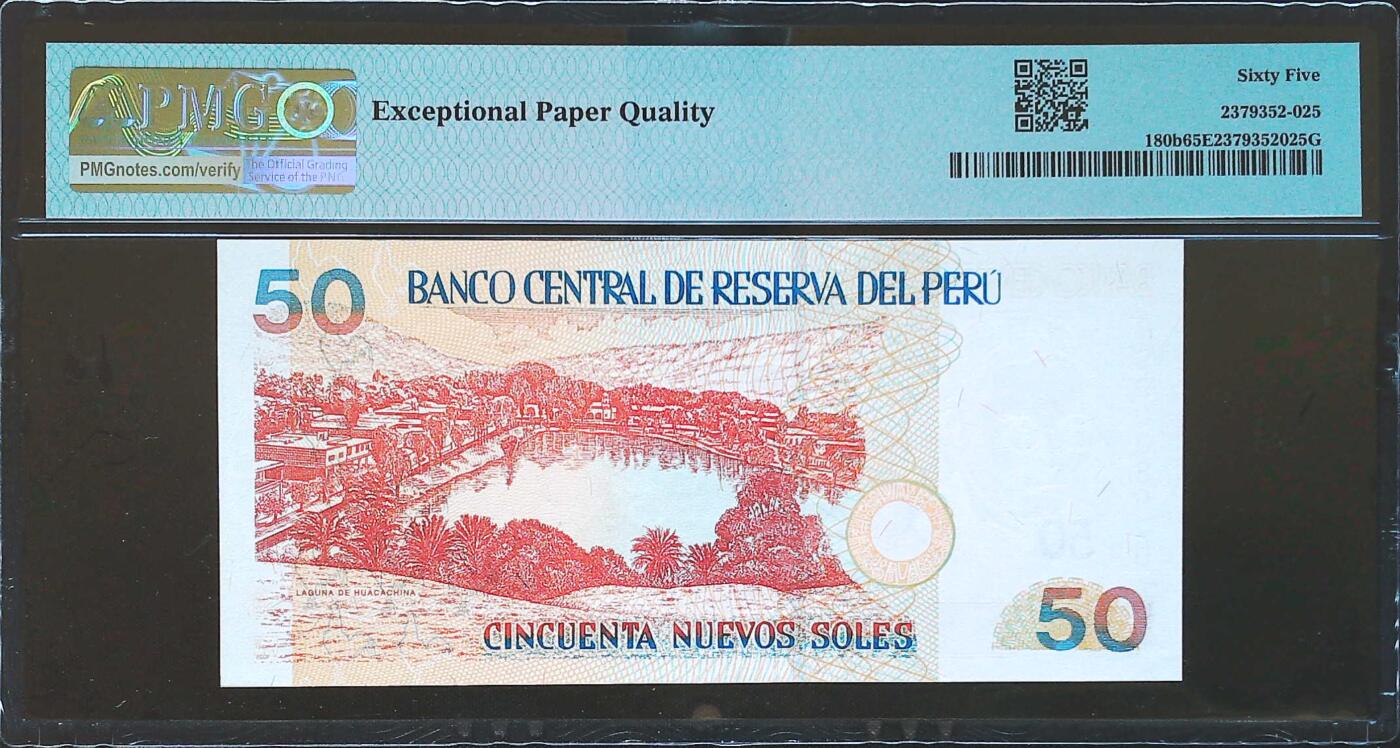 PMG
PMGnotes.com/verify
The Official Grading
Service of the PNG.
Exceptional Paper Quality
Sixty Five
2379352-025
180b65E2379352025G
50
BANCO CENTRAL DE RESERVA DEL PERÚ
LAGUNA DE HUACACHINA
CINCUENTA NUEVOS SOLES
50